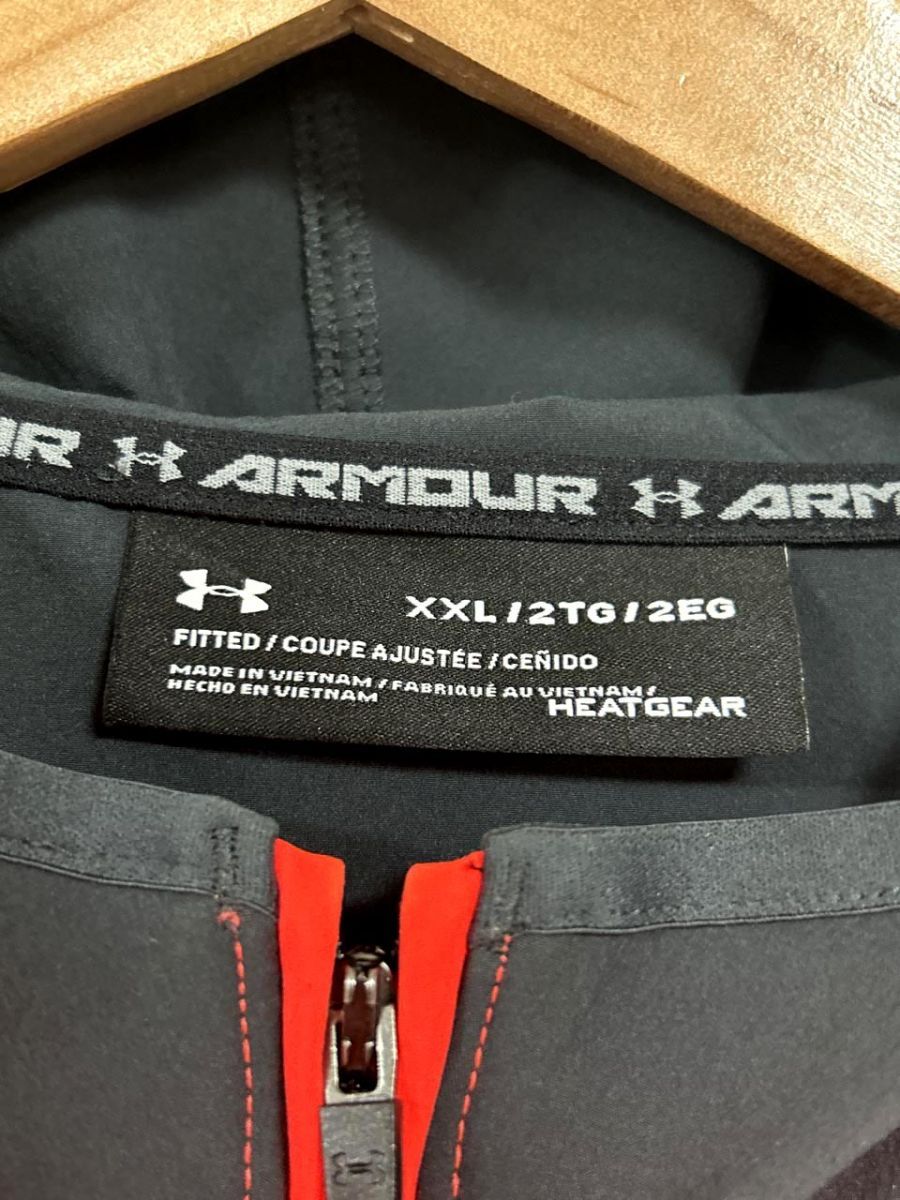 UR ARMOUR ARM
XXL/2TG/2EG
FITTED / COUPE AJUSTÉE / CEÑIDO
MADE IN VIETNAM / FABRIQUÉ AU VIETNAM /
HECHO EN VIETNAM
HEATGEAR